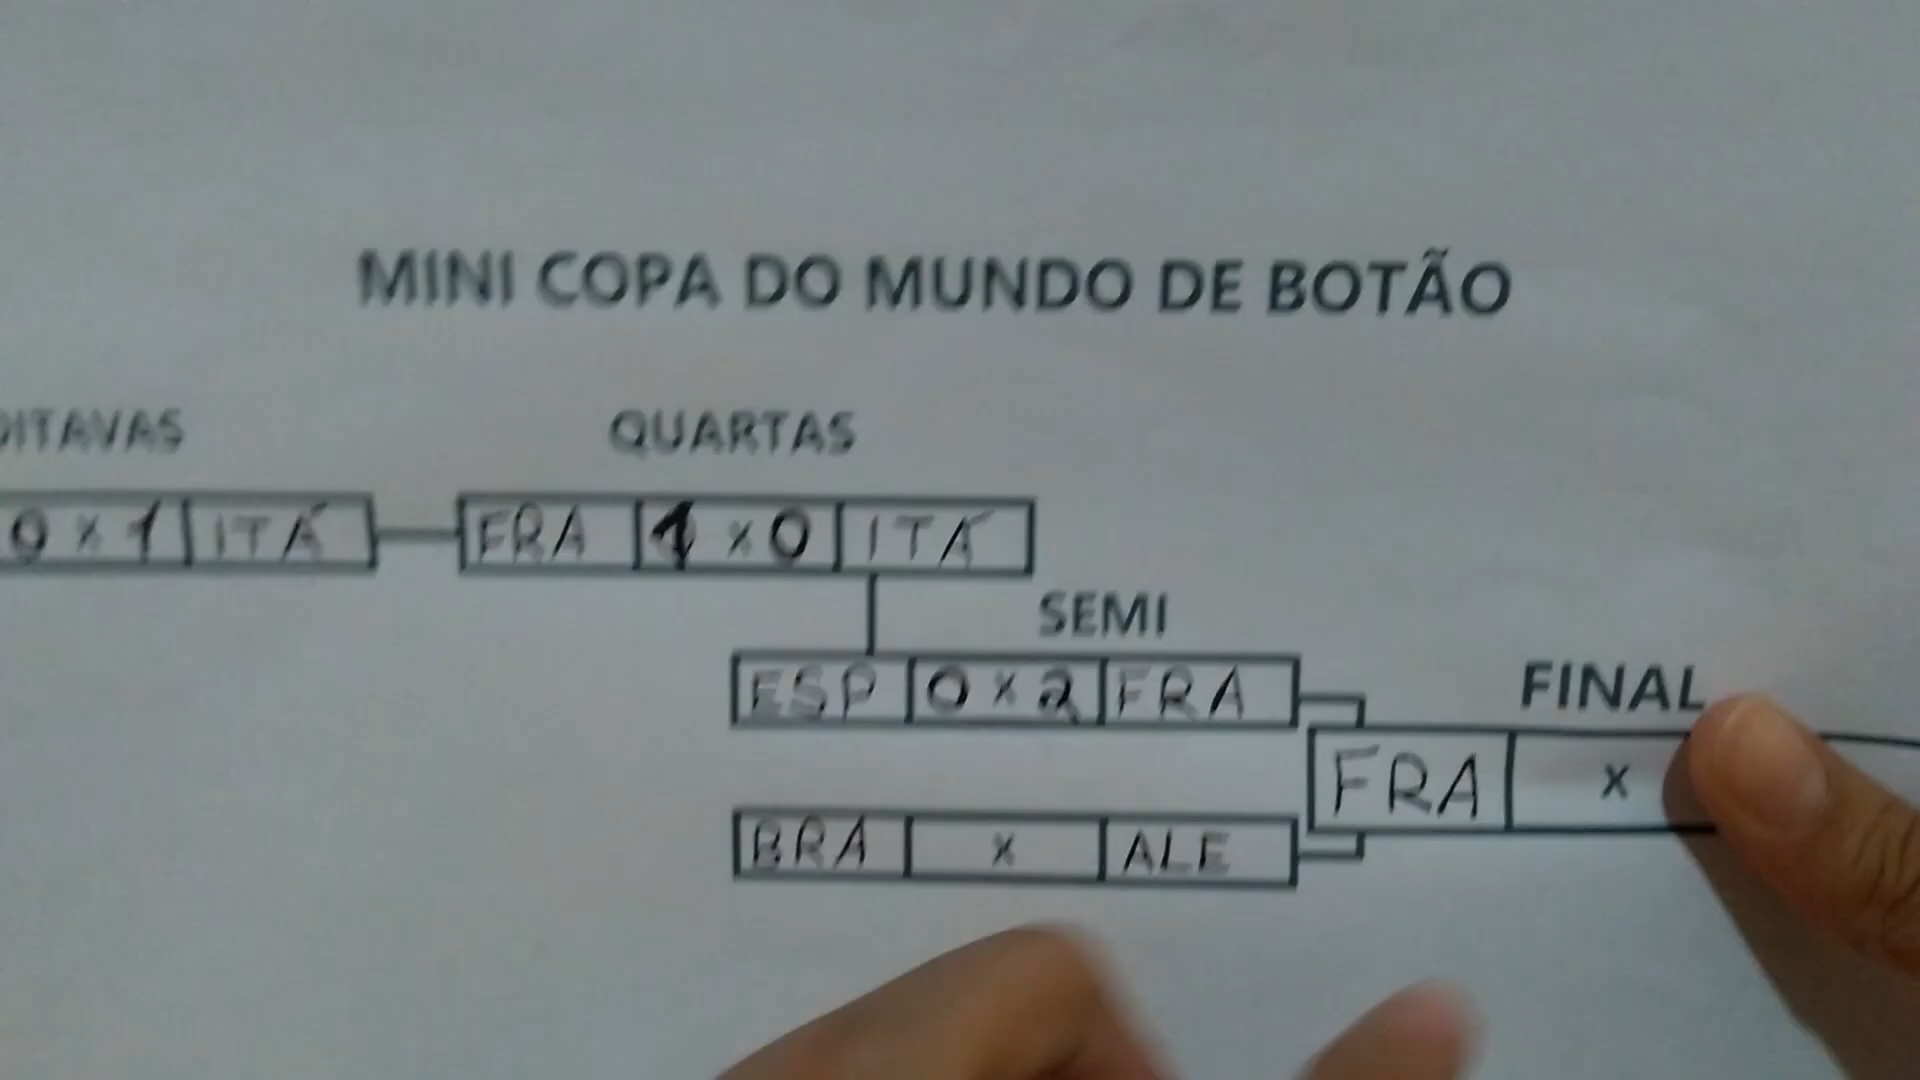 MINI COPA DO MUNDO DE BOTÃO
OITAVAS QUARTAS
0 x 1 ITÁ FRA 1 x 0 ITÁ
SEMI
ESP 0 x 2 FRA
FINAL
FRA x
BRA x ALE